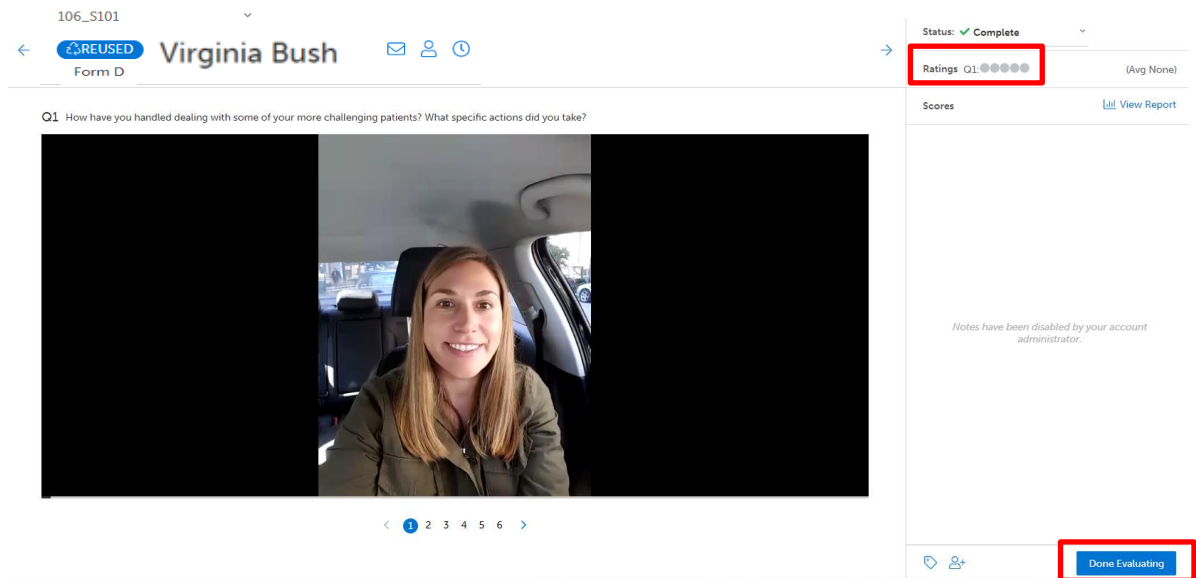 106_S101
REUSED
Virginia Bush
Form D
Status: Complete
Ratings Q1: (Avg None)
Scores View Report
Q1 How have you handled dealing with some of your more challenging patients? What specific actions did you take?
Notes have been disabled by your account
administrator.
1 2 3 4 5 6
Done Evaluating